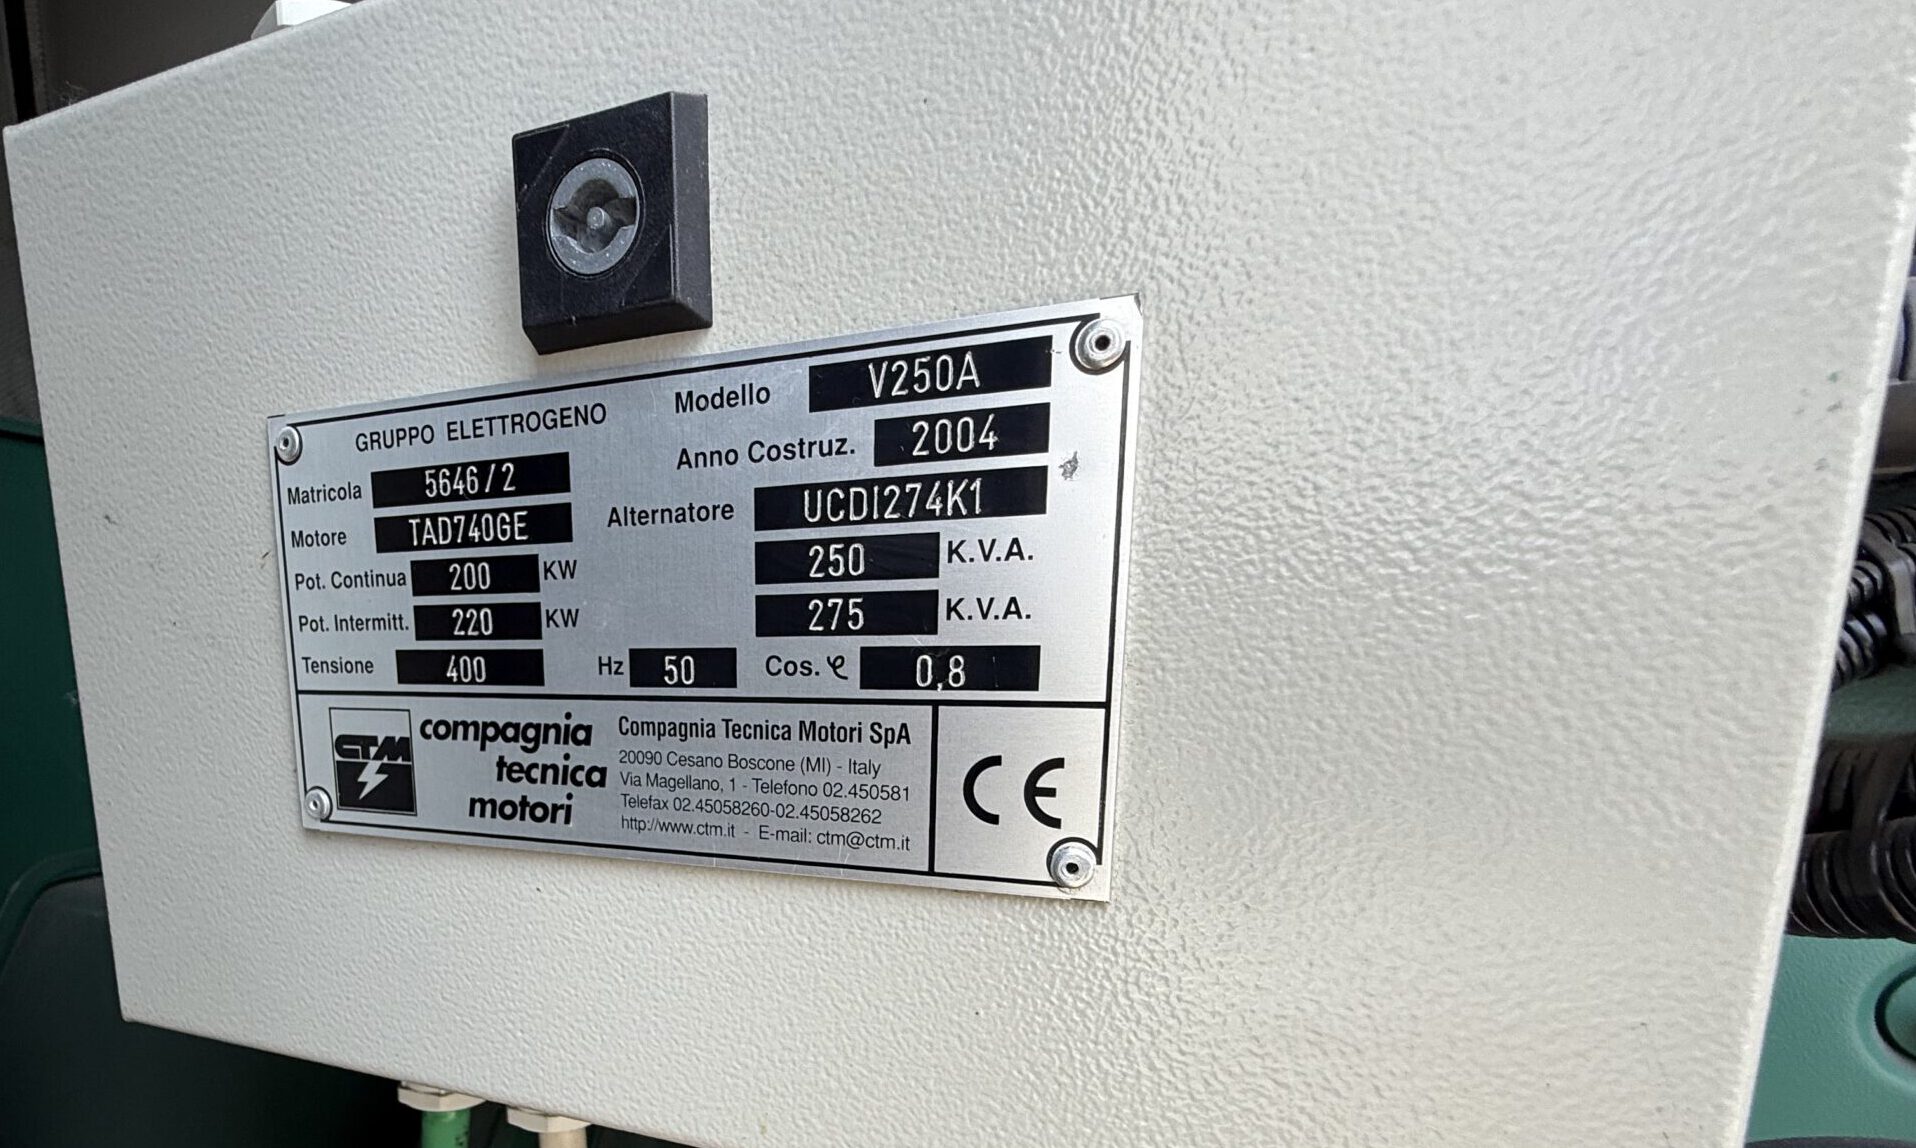 GRUPPO ELETTROGENO Modello V250A
Anno Costruz. 2004
Matricola 5646/2
Motore TAD740GE Alternatore UCDI274K1
Pot. Continua 200 KW 250 K.V.A.
Pot. Intermitt. 220 KW 275 K.V.A.
Tensione 400 Hz 50 Cos. φ 0,8
CTM
compagnia
tecnica
motori
Compagnia Tecnica Motori SpA
20090 Cesano Boscone (MI) - Italy
Via Magellano, 1 - Telefono 02.450581
Telefax 02.45058260-02.45058262
http://www.ctm.it - E-mail: ctm@ctm.it
CE